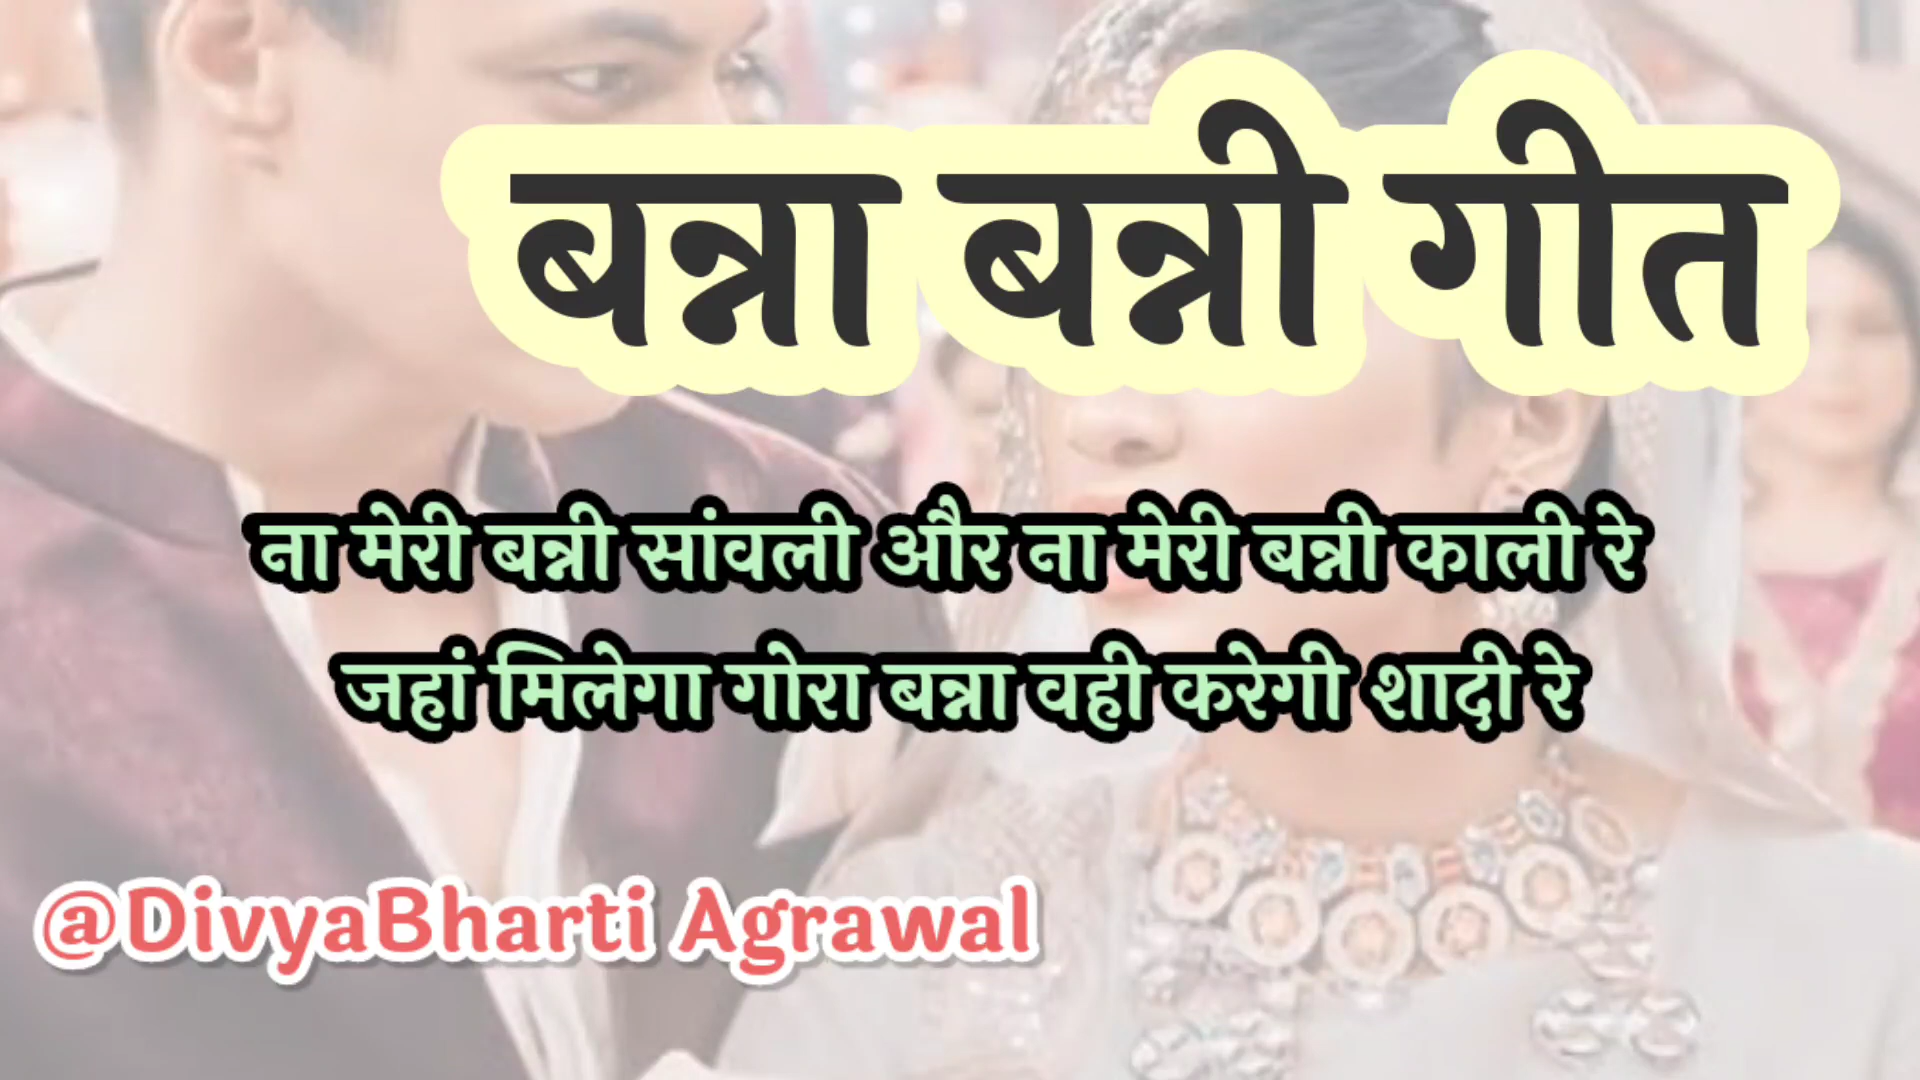 बन्ना बन्नी गीत
ना मेरी बन्नी सांवली और ना मेरी बन्नी काली रे
जहां मिलेगा गोरा बन्ना वही करेगी शादी रे
@DivyaBharti Agrawal